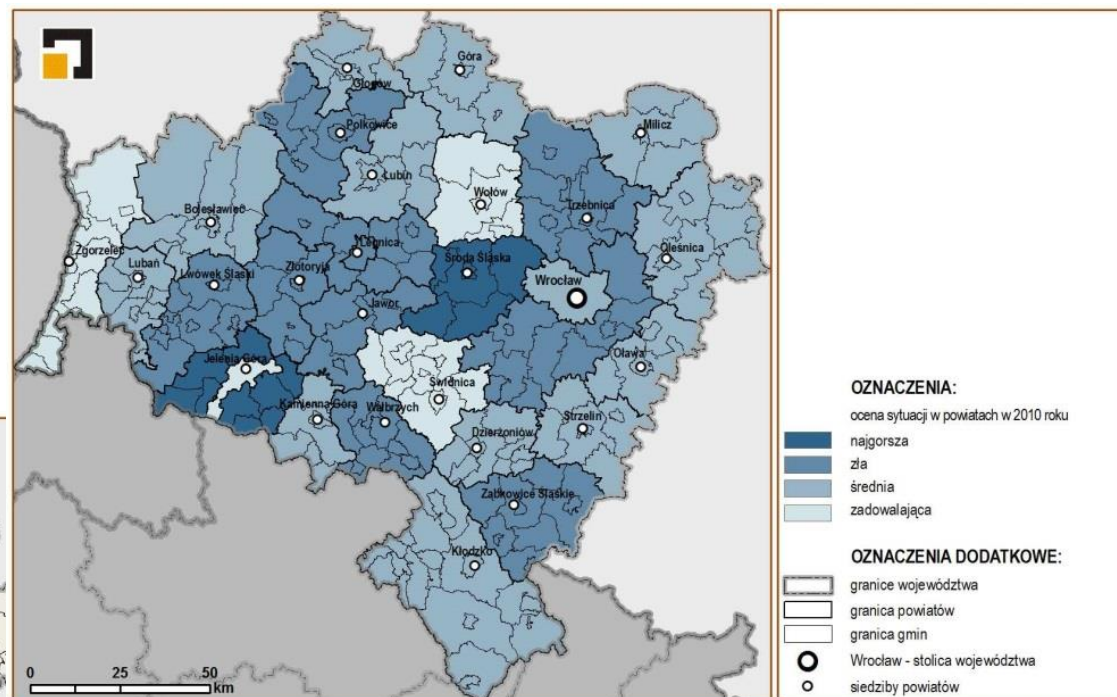 Góra
Głogów
Polkowice
Milicz
Lubin
Wołów
Trzebnica
Bolesławiec
Oleśnica
Zgorzelec
Legnica
Środa Śląska
Lubań
Lwówek Śląski
Złotoryja
Wrocław
Jawor
Jelenia Góra
Oława
Świdnica
Kamienna Góra
Wałbrzych
Strzelin
Dzierżoniów
Ząbkowice Śląskie
Kłodzko
0 25 50
km
OZNACZENIA:
ocena sytuacji w powiatach w 2010 roku
najgorsza
zła
średnia
zadowalająca
OZNACZENIA DODATKOWE:
granice województwa
granica powiatów
granica gmin
Wrocław - stolica województwa
siedziby powiatów